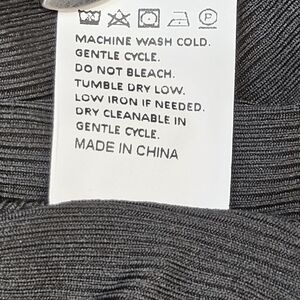 MACHINE WASH COLD.
GENTLE CYCLE.
DO NOT BLEACH.
TUMBLE DRY LOW.
LOW IRON IF NEEDED.
DRY CLEANABLE IN
GENTLE CYCLE.
MADE IN CHINA